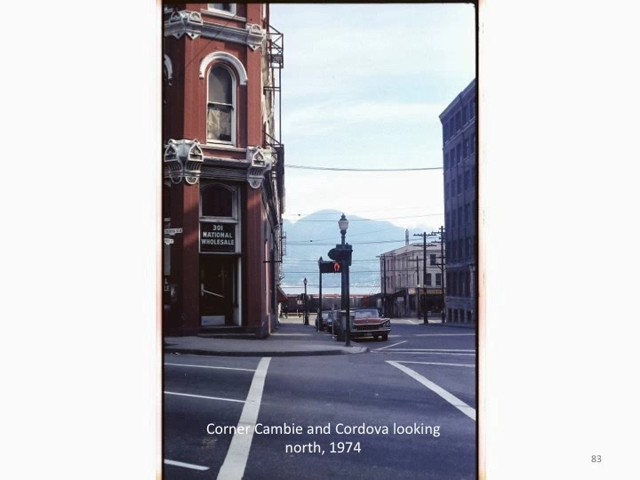 301
NATIONAL
WHOLESALE
Corner Cambie and Cordova looking
north, 1974
83